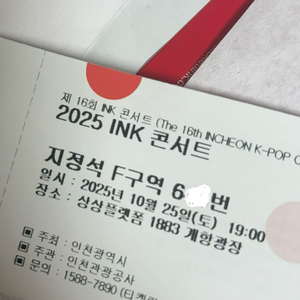 제 16회 INK 콘서트 (The 16th INCHEON K-POP
2025 INK 콘서트
지정석 F구역 6 번
일시 : 2025년 10월 25일(토) 19:00
장소 : 상상플랫폼 1883 개항광장
▣ 주최 : 인천광역시
▣ 주관 : 인천관광공사
▣ 문의 : 1588-7890 (티켓